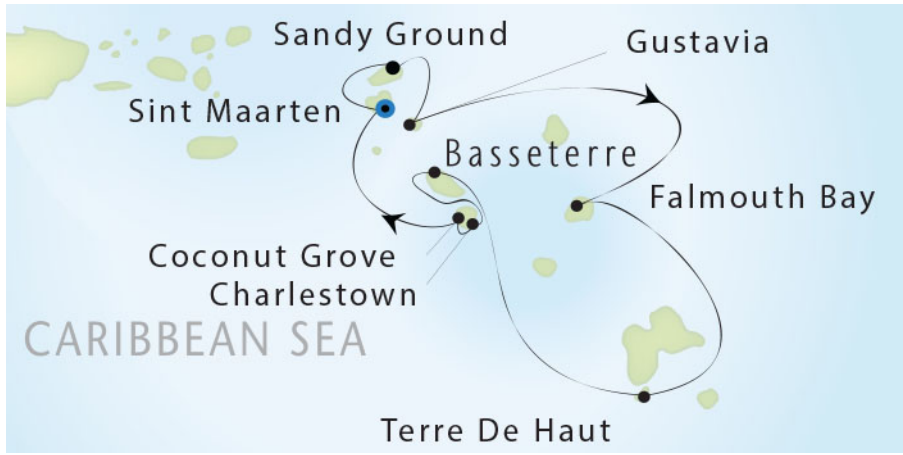 Sandy Ground
Gustavia
Sint Maarten
Basseterre
Falmouth Bay
Coconut Grove
Charlestown
CARIBBEAN SEA
Terre De Haut